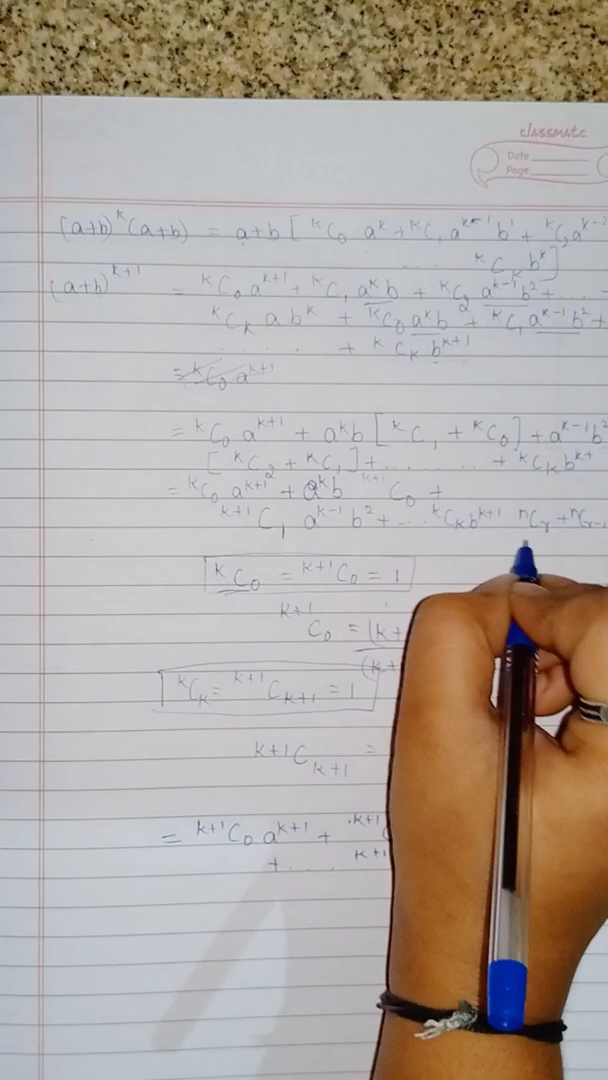 classmate
Date
Page
(a+b)^k (a+b) = a+b [ ^kC_0 a^k + ^kC_1 a^{k-1} b^1 + ^kC_2 a^{k-
^kC_k b^k ]
(a+b)^{k+1} = ^kC_0 a^{k+1} + ^kC_1 a^k b + ^kC_2 a^{k-1} b^2 + ......
^kC_k a b^k + ^kC_0 a^k b + ^kC_1 a^{k-1} b^2 +
+ ^kC_k b^{k+1}
= ^kC_0 a^{k+1}
= ^kC_0 a^{k+1} + a^k b [ ^kC_1 + ^kC_0 ] + a^{k-1} b^2
[ ^kC_2 + ^kC_1 ] + ........ + ^kC_k b^{k+
= ^kC_0 a^{k+1} + a^k b ^{k+1}C_0 +
^{k+1}C_1 a^{k-1} b^2 + ... ^kC_k b^{k+1} ^nC_r + ^nC_{r-
^kC_0 = ^{k+1}C_0 = 1
^{k+1}C_0 = (k+
(k+
^kC_k = ^{k+1}C_{k+1} = 1
^{k+1}C_{k+1} =
= ^{k+1}C_0 a^{k+1} + ^{k+1}
+ .... ^{k+1}